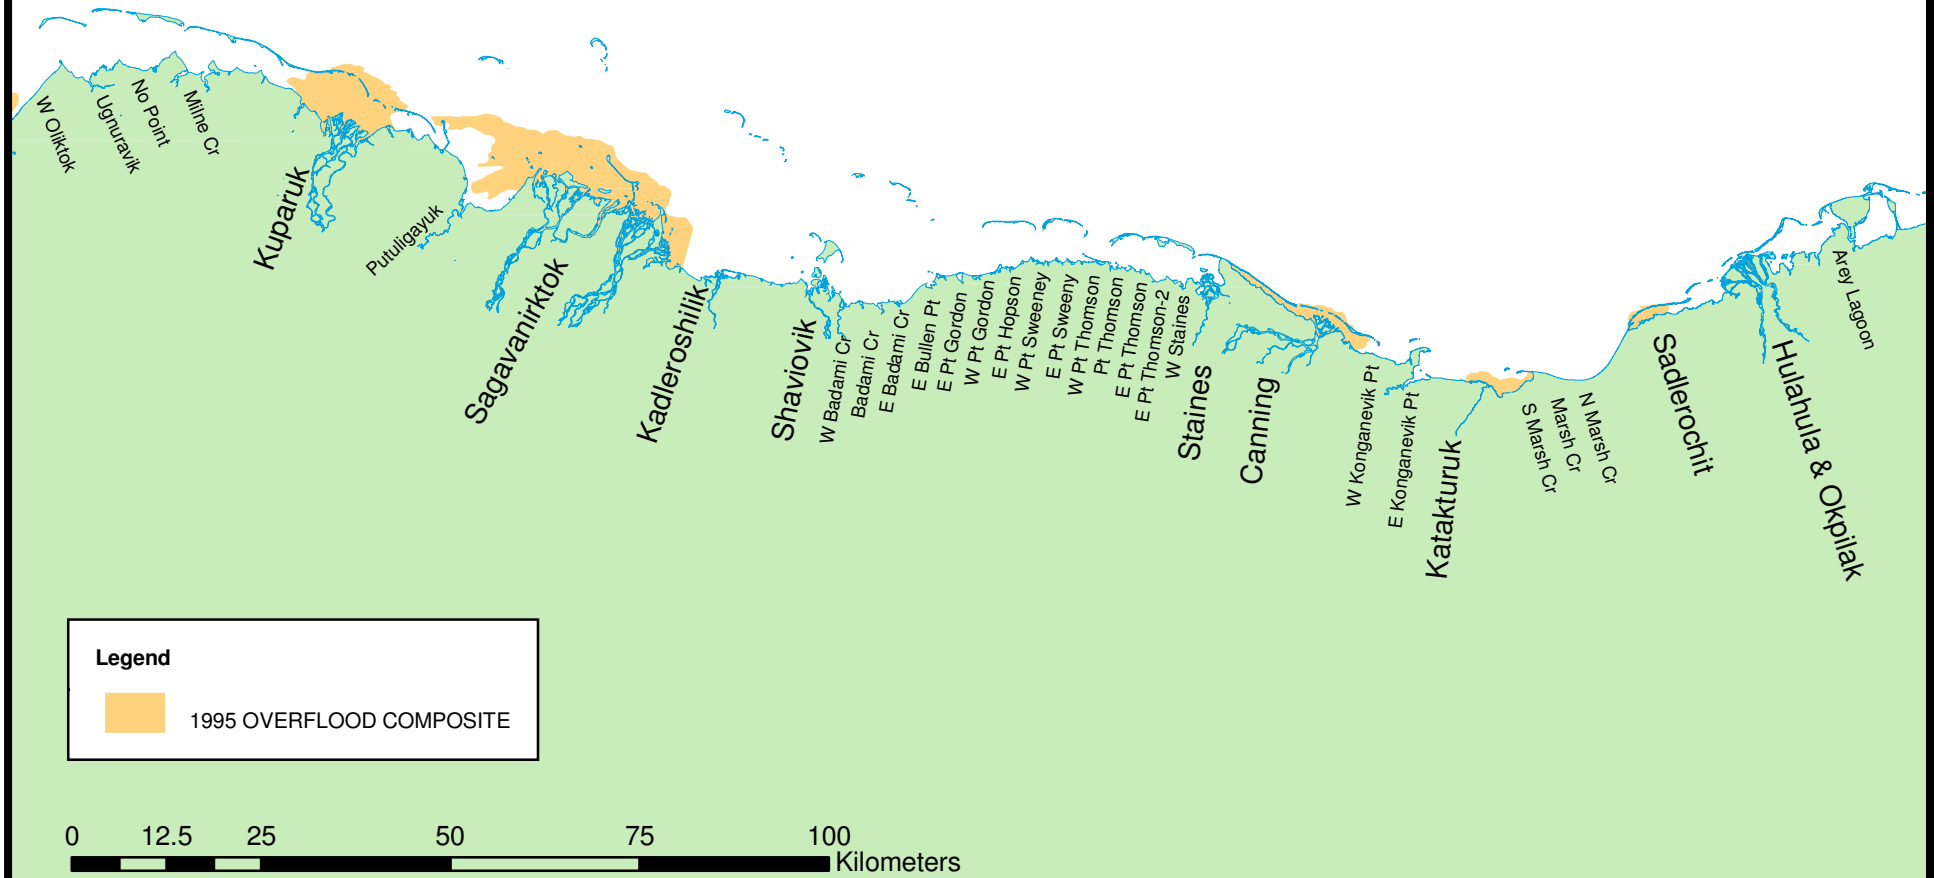 W Oliktok
Ugnuravik
No Point
Milne Cr
Kuparuk
Putuligayuk
Sagavanirktok
Kadleroshilik
Shaviovik
W Badami Cr
Badami Cr
E Badami Cr
E Bullen Pt
E Pt Gordon
W Pt Gordon
E Pt Hopson
W Pt Sweeney
E Pt Sweeny
W Pt Thomson
Pt Thomson
E Pt Thomson
E Pt Thomson-2
W Staines
Staines
Canning
W Konganevik Pt
E Konganevik Pt
Katakturuk
S Marsh Cr
Marsh Cr
N Marsh Cr
Sadlerochit
Hulahula & Okpilak
Arey Lagoon
Legend
1995 OVERFLOOD COMPOSITE
0 12.5 25 50 75 100
Kilometers